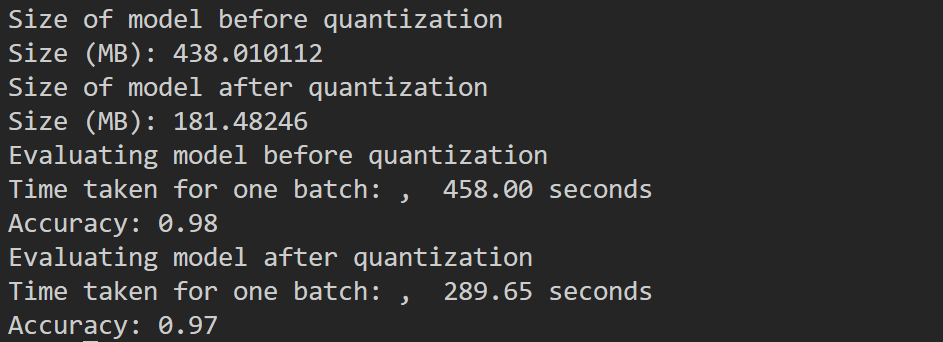 Size of model before quantization
Size (MB): 438.010112
Size of model after quantization
Size (MB): 181.48246
Evaluating model before quantization
Time taken for one batch: ,  458.00 seconds
Accuracy: 0.98
Evaluating model after quantization
Time taken for one batch: ,  289.65 seconds
Accuracy: 0.97